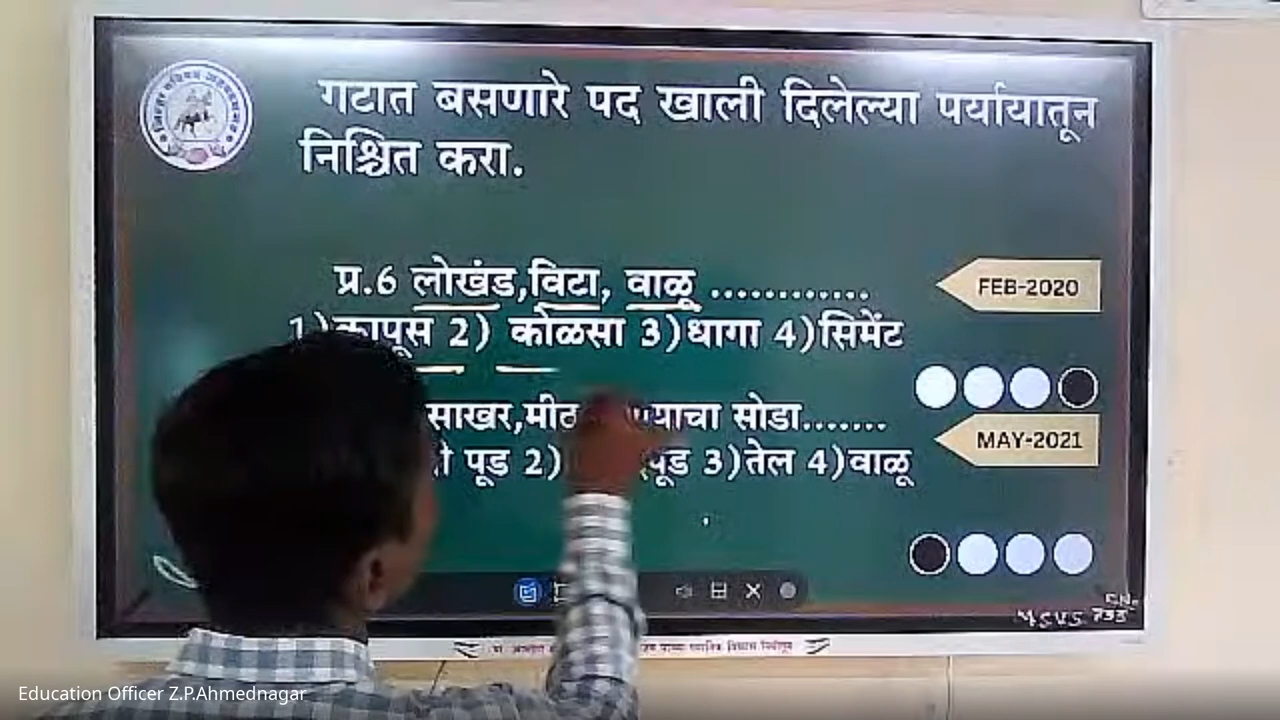 गटात बसणारे पद खाली दिलेल्या पर्यायातून
निश्चित करा.
प्र.6 लोखंड,विटा, वाळू ............
FEB-2020
1)कापूस 2) कोळसा 3)धागा 4)सिमेंट
साखर,मीठ सोडा.......
MAY-2021
पूड 2) 3)तेल 4)वाळू
Education Officer Z.P.Ahmednagar